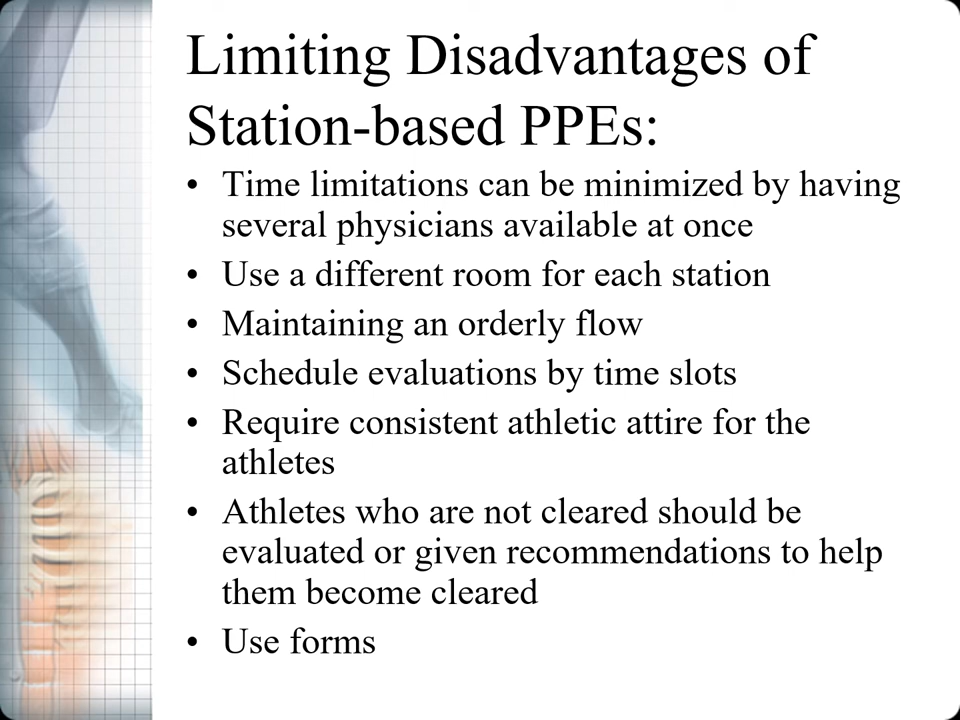 Limiting Disadvantages of
Station-based PPEs:
• Time limitations can be minimized by having
several physicians available at once
• Use a different room for each station
• Maintaining an orderly flow
• Schedule evaluations by time slots
• Require consistent athletic attire for the
athletes
• Athletes who are not cleared should be
evaluated or given recommendations to help
them become cleared
• Use forms